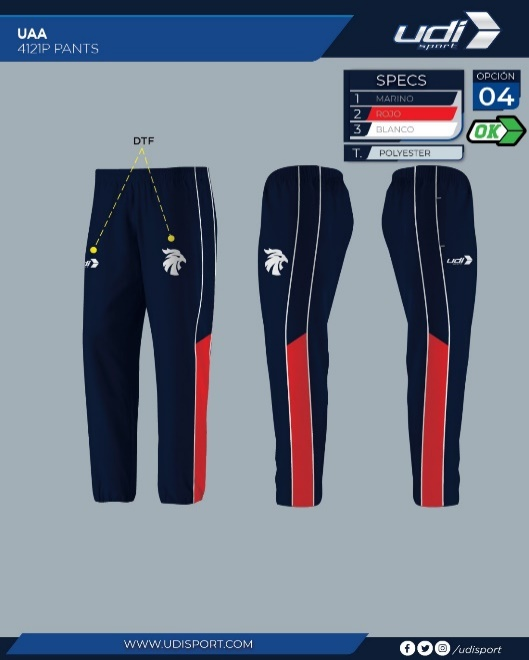 UAA
4121P PANTS
udi
sport
SPECS
1 MARINO
2 ROJO
3 BLANCO
T. POLYESTER
OPCIÓN
04
OK
DTF
udi
WWW.UDISPORT.COM
/udisport